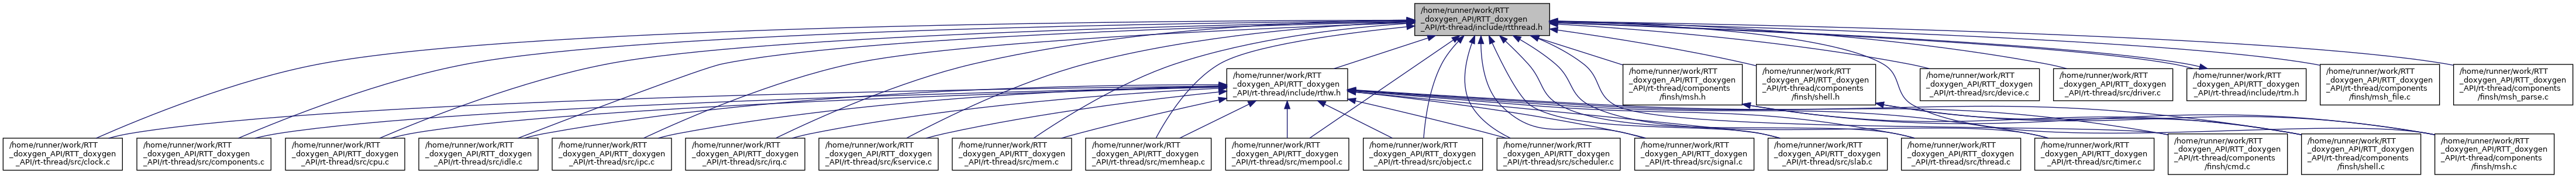 /home/runner/work/RTT
_doxygen_API/RTT_doxygen
_API/rt-thread/include/rtthread.h
/home/runner/work/RTT
_doxygen_API/RTT_doxygen
_API/rt-thread/include/rthw.h
/home/runner/work/RTT
_doxygen_API/RTT_doxygen
_API/rt-thread/components
/finsh/msh.h
/home/runner/work/RTT
_doxygen_API/RTT_doxygen
_API/rt-thread/components
/finsh/shell.h
/home/runner/work/RTT
_doxygen_API/RTT_doxygen
_API/rt-thread/src/device.c
/home/runner/work/RTT
_doxygen_API/RTT_doxygen
_API/rt-thread/src/driver.c
/home/runner/work/RTT
_doxygen_API/RTT_doxygen
_API/rt-thread/include/rtm.h
/home/runner/work/RTT
_doxygen_API/RTT_doxygen
_API/rt-thread/components
/finsh/msh_file.c
/home/runner/work/RTT
_doxygen_API/RTT_doxygen
_API/rt-thread/components
/finsh/msh_parse.c
/home/runner/work/RTT
_doxygen_API/RTT_doxygen
_API/rt-thread/src/clock.c
/home/runner/work/RTT
_doxygen_API/RTT_doxygen
_API/rt-thread/src/components.c
/home/runner/work/RTT
_doxygen_API/RTT_doxygen
_API/rt-thread/src/cpu.c
/home/runner/work/RTT
_doxygen_API/RTT_doxygen
_API/rt-thread/src/idle.c
/home/runner/work/RTT
_doxygen_API/RTT_doxygen
_API/rt-thread/src/ipc.c
/home/runner/work/RTT
_doxygen_API/RTT_doxygen
_API/rt-thread/src/irq.c
/home/runner/work/RTT
_doxygen_API/RTT_doxygen
_API/rt-thread/src/kservice.c
/home/runner/work/RTT
_doxygen_API/RTT_doxygen
_API/rt-thread/src/mem.c
/home/runner/work/RTT
_doxygen_API/RTT_doxygen
_API/rt-thread/src/memheap.c
/home/runner/work/RTT
_doxygen_API/RTT_doxygen
_API/rt-thread/src/mempool.c
/home/runner/work/RTT
_doxygen_API/RTT_doxygen
_API/rt-thread/src/object.c
/home/runner/work/RTT
_doxygen_API/RTT_doxygen
_API/rt-thread/src/scheduler.c
/home/runner/work/RTT
_doxygen_API/RTT_doxygen
_API/rt-thread/src/signal.c
/home/runner/work/RTT
_doxygen_API/RTT_doxygen
_API/rt-thread/src/slab.c
/home/runner/work/RTT
_doxygen_API/RTT_doxygen
_API/rt-thread/src/thread.c
/home/runner/work/RTT
_doxygen_API/RTT_doxygen
_API/rt-thread/src/timer.c
/home/runner/work/RTT
_doxygen_API/RTT_doxygen
_API/rt-thread/components
/finsh/cmd.c
/home/runner/work/RTT
_doxygen_API/RTT_doxygen
_API/rt-thread/components
/finsh/shell.c
/home/runner/work/RTT
_doxygen_API/RTT_doxygen
_API/rt-thread/components
/finsh/msh.c